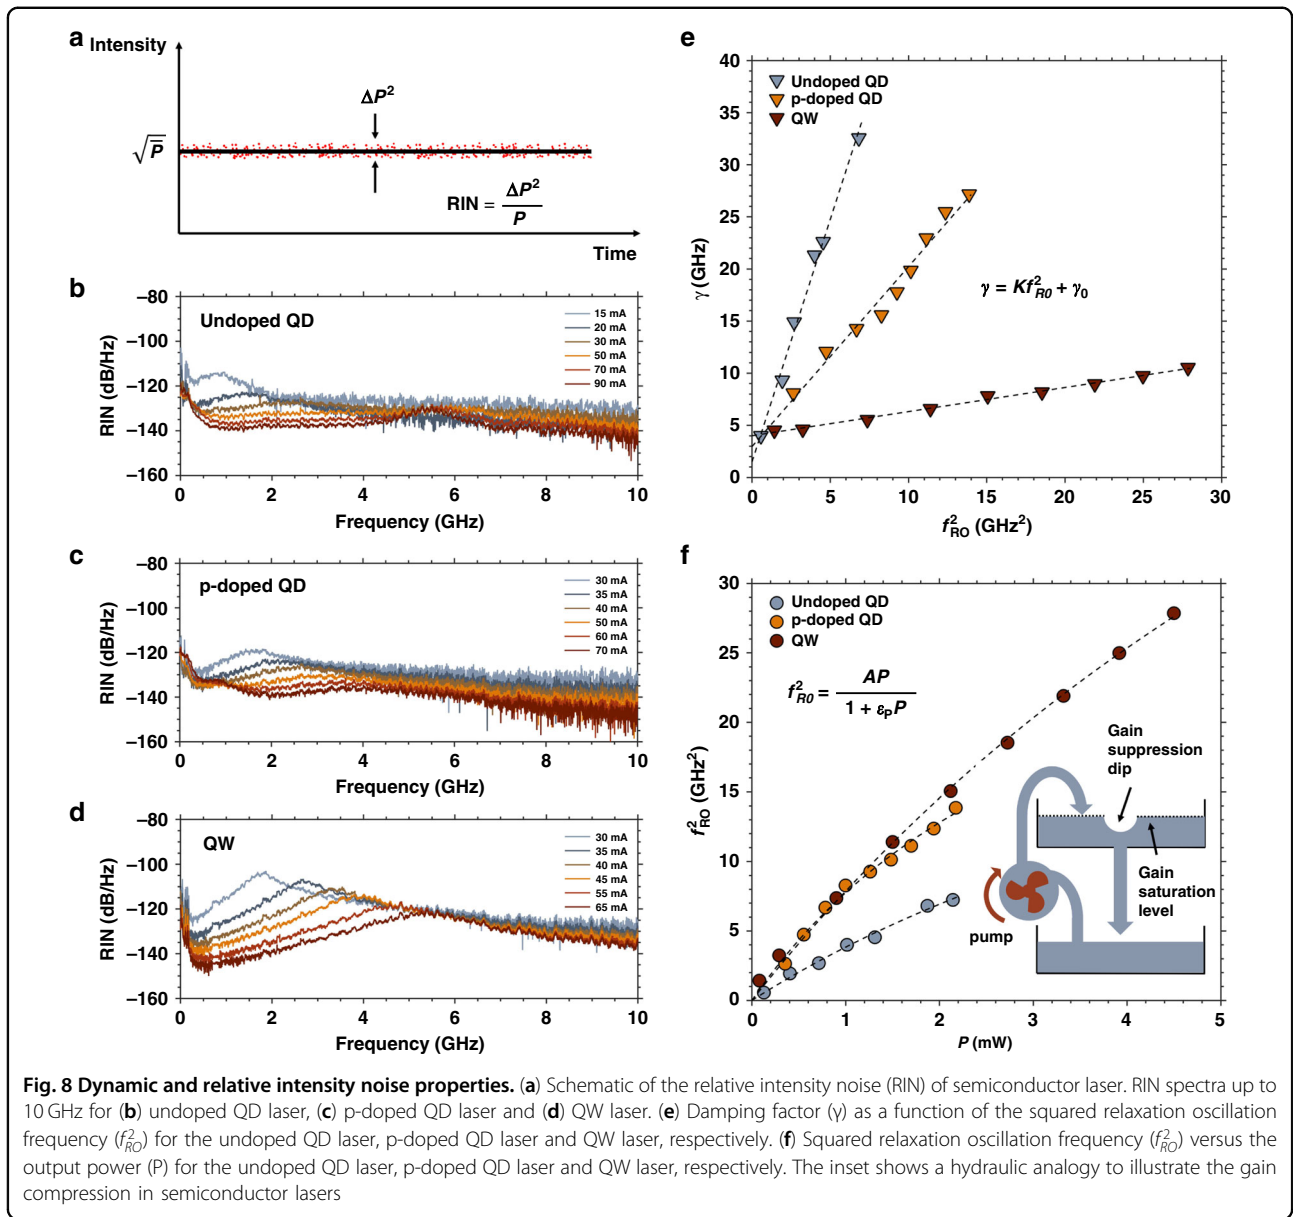 a
Intensity
ΔP²
√P̄
RIN = ΔP² / P
Time
b
Undoped QD
RIN (dB/Hz)
−80
−100
−120
−140
−160
15 mA
20 mA
30 mA
50 mA
70 mA
90 mA
0 2 4 6 8 10
Frequency (GHz)
c
p-doped QD
RIN (dB/Hz)
−80
−100
−120
−140
−160
30 mA
35 mA
40 mA
50 mA
60 mA
70 mA
0 2 4 6 8 10
Frequency (GHz)
d
QW
RIN (dB/Hz)
−80
−100
−120
−140
−160
30 mA
35 mA
40 mA
45 mA
55 mA
65 mA
0 2 4 6 8 10
Frequency (GHz)
e
Undoped QD
p-doped QD
QW
γ (GHz)
40
35
30
25
20
15
10
5
0
γ = Kf²R0 + γ0
0 5 10 15 20 25 30
f²RO (GHz²)
f
Undoped QD
p-doped QD
QW
f²RO (GHz²)
30
25
20
15
10
5
0
f²R0 = AP / 1 + εPP
Gain
suppression
dip
Gain
saturation
level
pump
0 1 2 3 4 5
P (mW)
Fig. 8 Dynamic and relative intensity noise properties. (a) Schematic of the relative intensity noise (RIN) of semiconductor laser. RIN spectra up to
10 GHz for (b) undoped QD laser, (c) p-doped QD laser and (d) QW laser. (e) Damping factor (γ) as a function of the squared relaxation oscillation
frequency (f²RO) for the undoped QD laser, p-doped QD laser and QW laser, respectively. (f) Squared relaxation oscillation frequency (f²RO) versus the
output power (P) for the undoped QD laser, p-doped QD laser and QW laser, respectively. The inset shows a hydraulic analogy to illustrate the gain
compression in semiconductor lasers